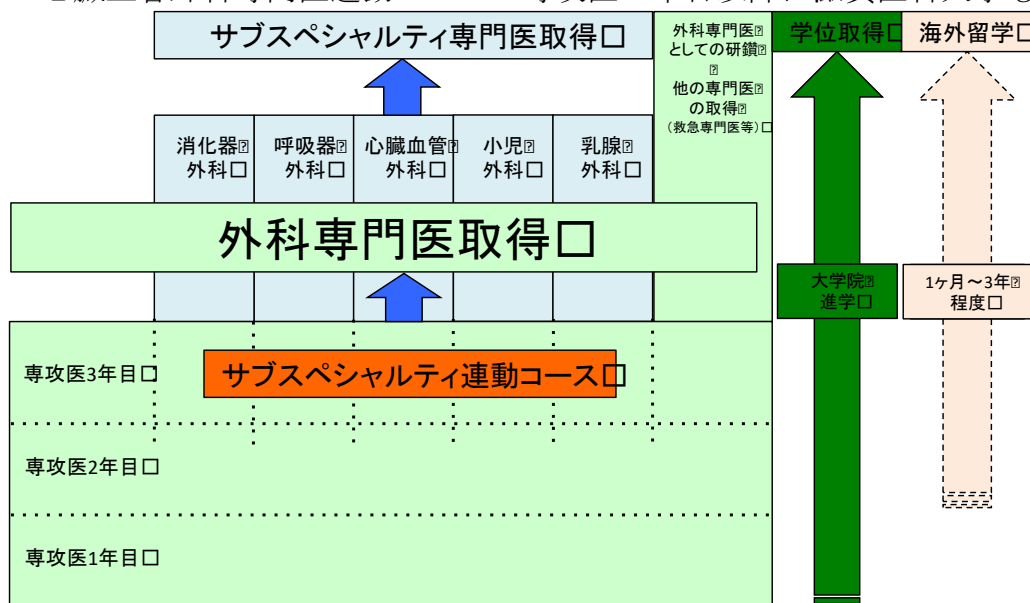 サブスペシャルティ専門医取得
外科専門医
としての研鑽
他の専門医
の取得
(救急専門医等)
学位取得
海外留学
消化器
外科
呼吸器
外科
心臓血管
外科
小児
外科
乳腺
外科
外科専門医取得
大学院
進学
1ヶ月～3年
程度
専攻医3年目
サブスペシャルティ連動コース
専攻医2年目
専攻医1年目